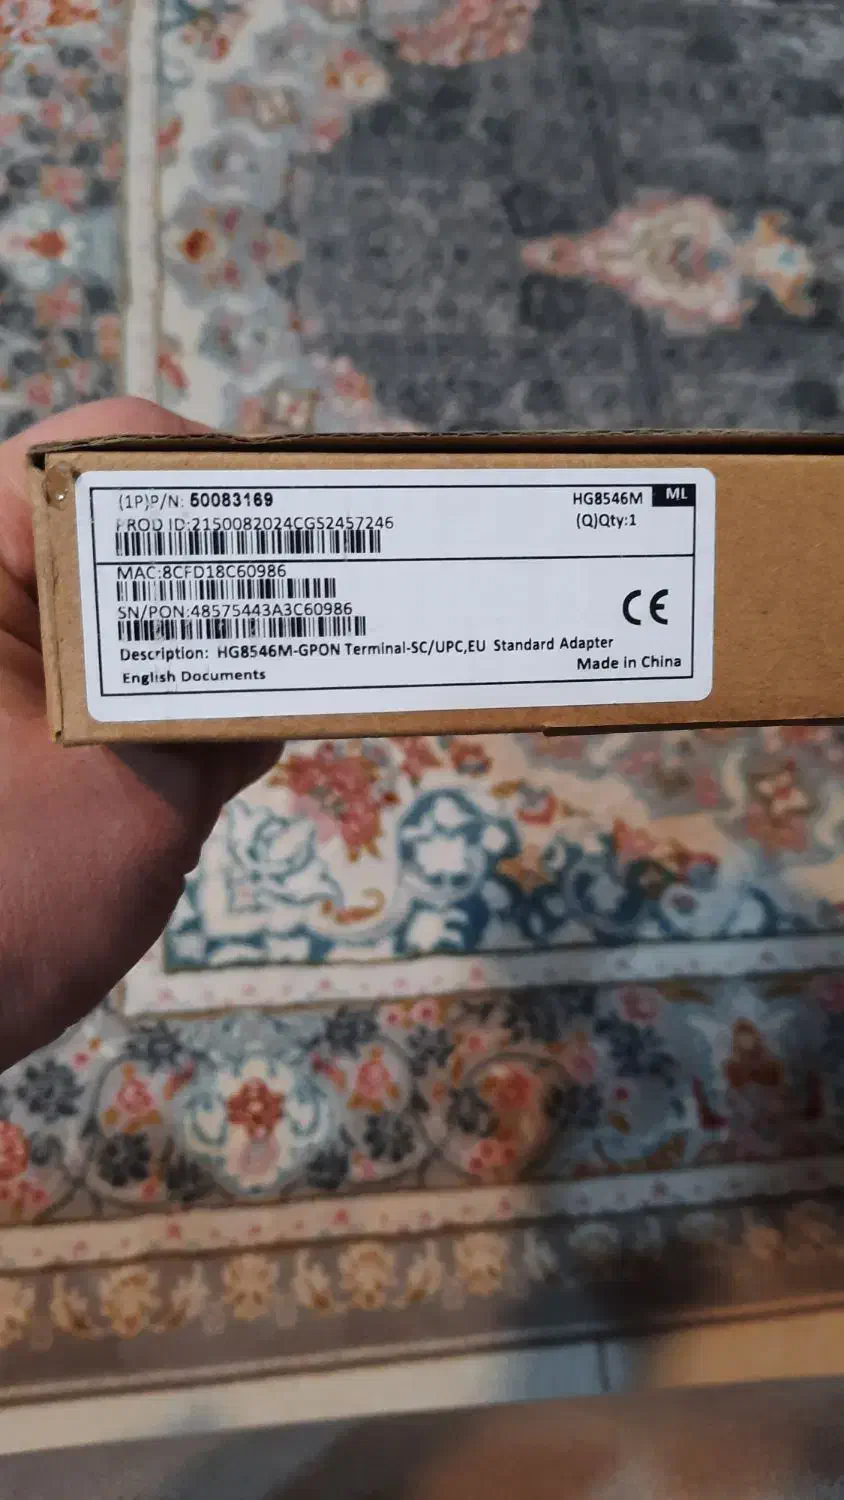 (1P)P/N: 50083169
HG8546M ML
PROD ID:2150082024CGS2457246
(Q)Qty:1
MAC:8CFD18C60986
SN/PON:48575443A3C60986
CE
Description: HG8546M-GPON Terminal-SC/UPC,EU Standard Adapter
English Documents
Made in China